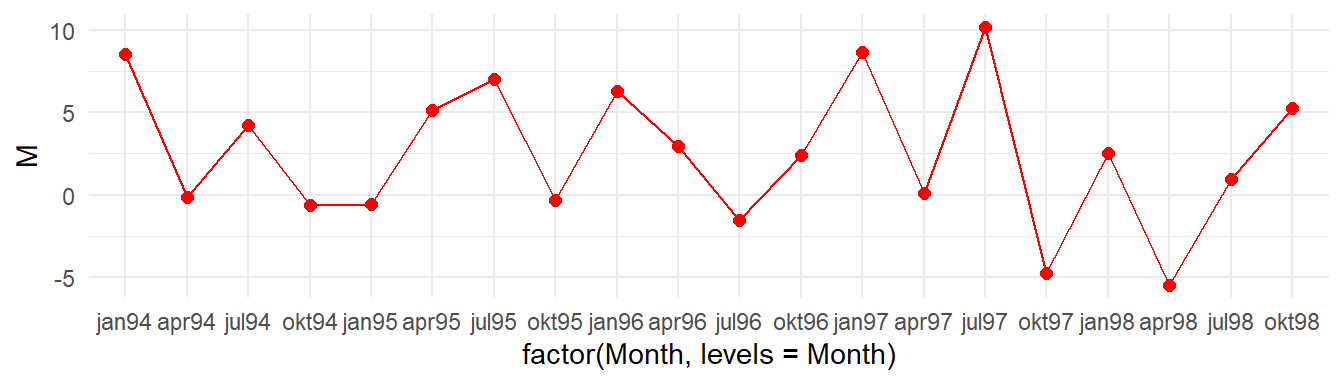 10
5
0
-5
M
jan94 apr94 jul94 okt94 jan95 apr95 jul95 okt95 jan96 apr96 jul96 okt96 jan97 apr97 jul97 okt97 jan98 apr98 jul98 okt98
factor(Month, levels = Month)